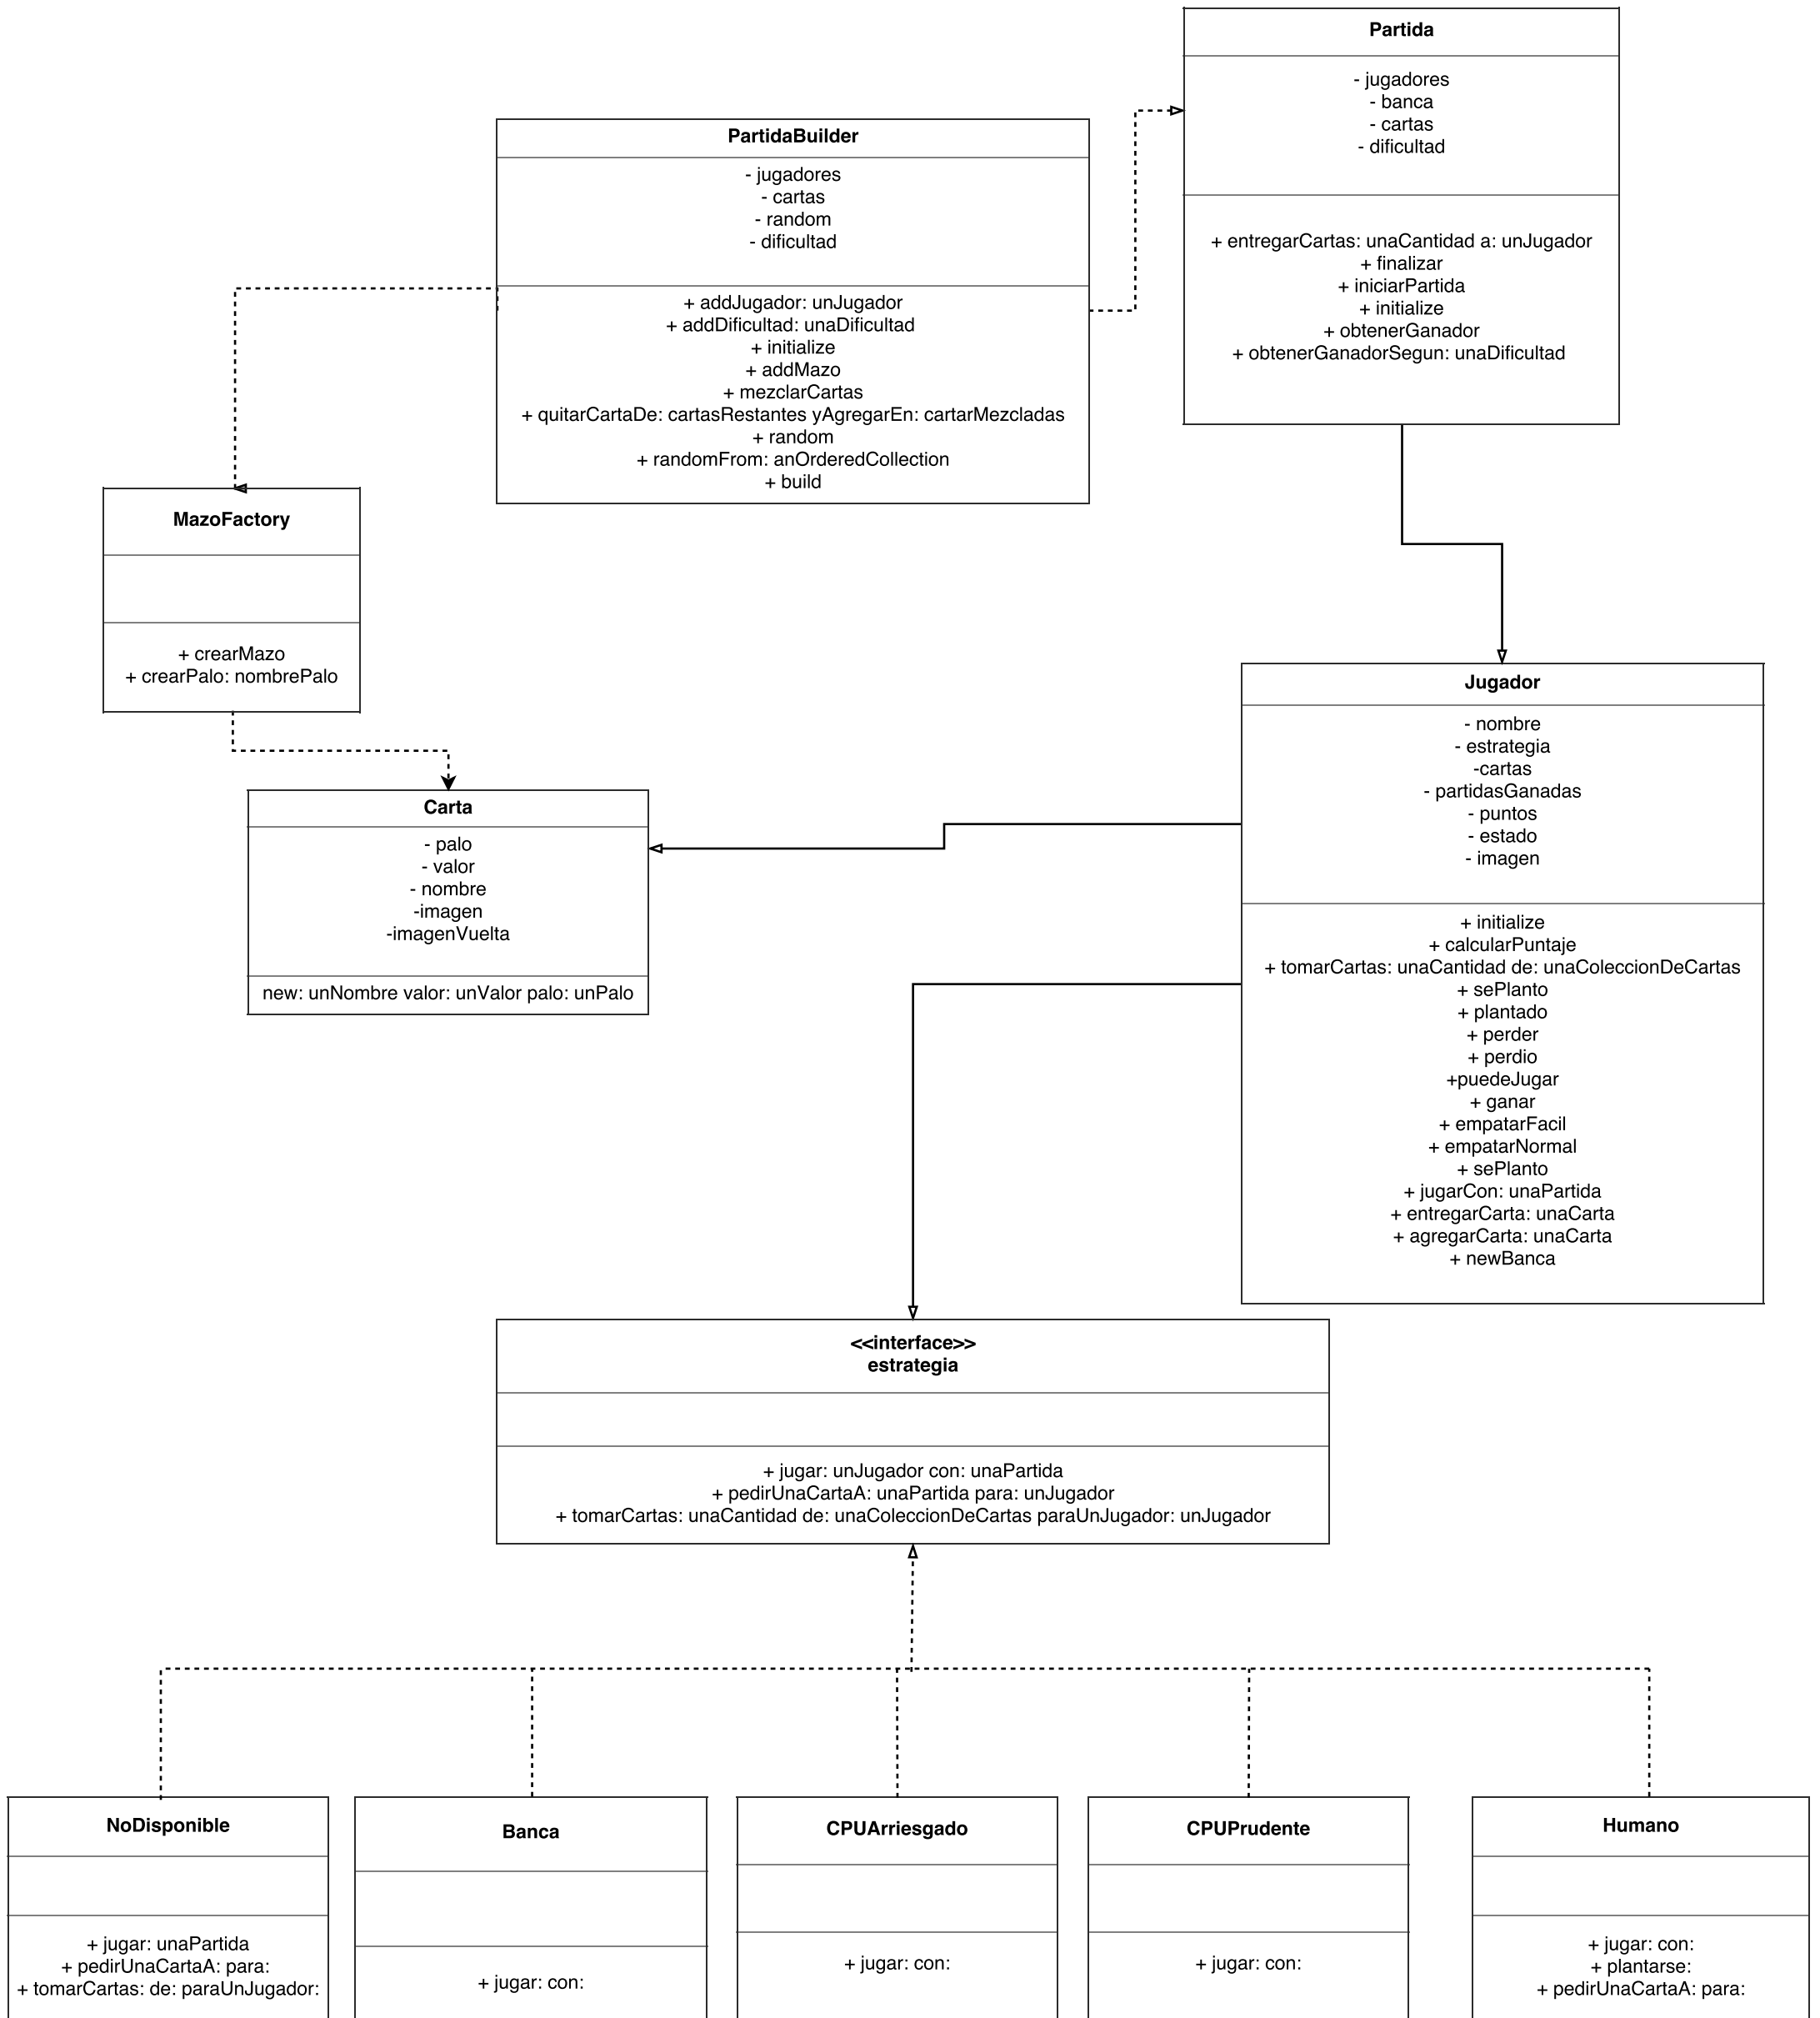 Partida
- jugadores
- banca
- cartas
- dificultad
+ entregarCartas: unaCantidad a: unJugador
+ finalizar
+ iniciarPartida
+ initialize
+ obtenerGanador
+ obtenerGanadorSegun: unaDificultad
PartidaBuilder
- jugadores
- cartas
- random
- dificultad
+ addJugador: unJugador
+ addDificultad: unaDificultad
+ initialize
+ addMazo
+ mezclarCartas
+ quitarCartaDe: cartasRestantes yAgregarEn: cartarMezcladas
+ random
+ randomFrom: anOrderedCollection
+ build
MazoFactory
+ crearMazo
+ crearPalo: nombrePalo
Carta
- palo
- valor
- nombre
-imagen
-imagenVuelta
new: unNombre valor: unValor palo: unPalo
Jugador
- nombre
- estrategia
-cartas
- partidasGanadas
- puntos
- estado
- imagen
+ initialize
+ calcularPuntaje
+ tomarCartas: unaCantidad de: unaColeccionDeCartas
+ sePlanto
+ plantado
+ perder
+ perdio
+puedeJugar
+ ganar
+ empatarFacil
+ empatarNormal
+ sePlanto
+ jugarCon: unaPartida
+ entregarCarta: unaCarta
+ agregarCarta: unaCarta
+ newBanca
<<interface>>
estrategia
+ jugar: unJugador con: unaPartida
+ pedirUnaCartaA: unaPartida para: unJugador
+ tomarCartas: unaCantidad de: unaColeccionDeCartas paraUnJugador: unJugador
NoDisponible
+ jugar: unaPartida
+ pedirUnaCartaA: para:
+ tomarCartas: de: paraUnJugador:
Banca
+ jugar: con:
CPUArriesgado
+ jugar: con:
CPUPrudente
+ jugar: con:
Humano
+ jugar: con:
+ plantarse:
+ pedirUnaCartaA: para: